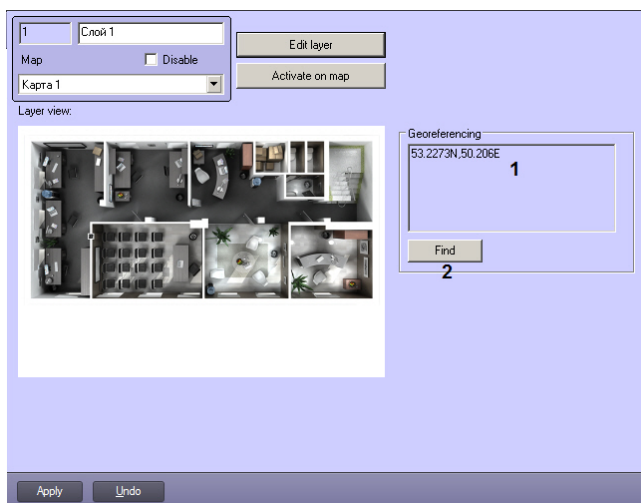 1 Слой 1
Edit layer
Map Disable
Activate on map
Карта 1
Layer view:
Georeferencing
53.2273N,50.206E
1
Find
2
Apply Undo